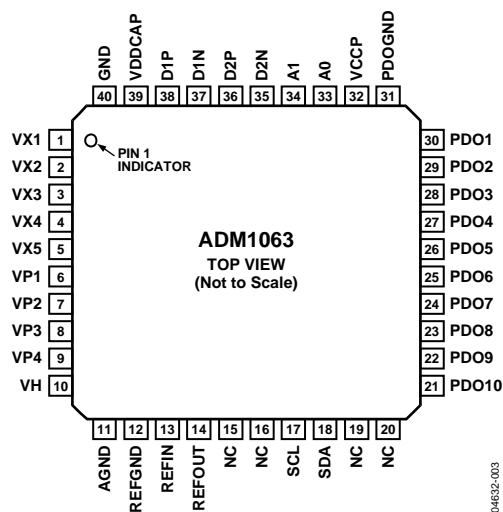 GND
VDDCAP
D1P
D1N
D2P
D2N
A1
A0
VCCP
PDOGND
40
39
38
37
36
35
34
33
32
31
VX1 1
VX2 2
VX3 3
VX4 4
VX5 5
VP1 6
VP2 7
VP3 8
VP4 9
VH 10
PIN 1
INDICATOR
ADM1063
TOP VIEW
(Not to Scale)
30 PDO1
29 PDO2
28 PDO3
27 PDO4
26 PDO5
25 PDO6
24 PDO7
23 PDO8
22 PDO9
21 PDO10
11
12
13
14
15
16
17
18
19
20
AGND
REFGND
REFIN
REFOUT
NC
NC
SCL
SDA
NC
NC
04632-003